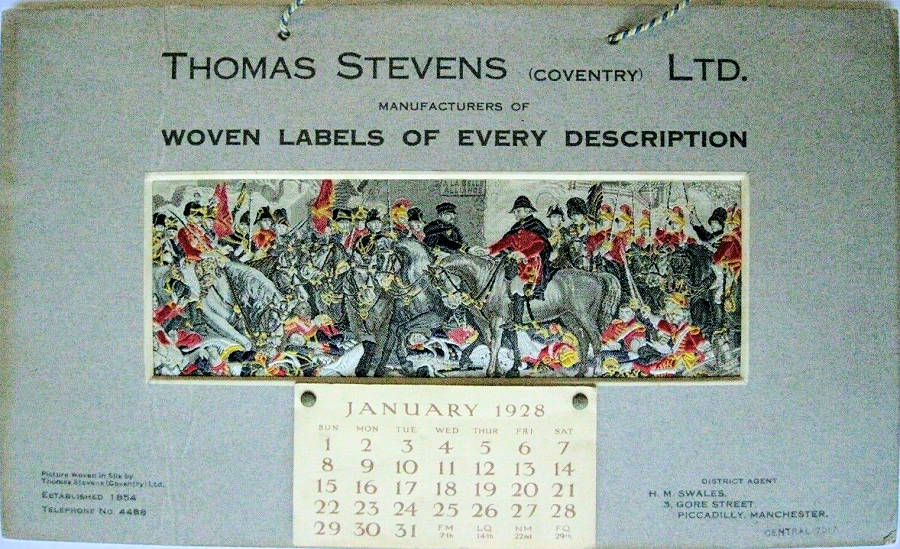 THOMAS STEVENS (COVENTRY) LTD.
MANUFACTURERS OF
WOVEN LABELS OF EVERY DESCRIPTION
LA BELLE
ALLIANCE
JANUARY 1928
SUN MON TUE WED THUR FRI SAT
1 2 3 4 5 6 7
8 9 10 11 12 13 14
15 16 17 18 19 20 21
22 23 24 25 26 27 28
29 30 31 F.M 7th L.Q 14th N.M 22nd F.Q 29th
Picture Woven in Silk by
Thomas Stevens (Coventry) Ltd.
ESTABLISHED 1854
TELEPHONE NO. 4488
DISTRICT AGENT
H. M. SWALES,
3, GORE STREET
PICCADILLY, MANCHESTER.
CENTRAL